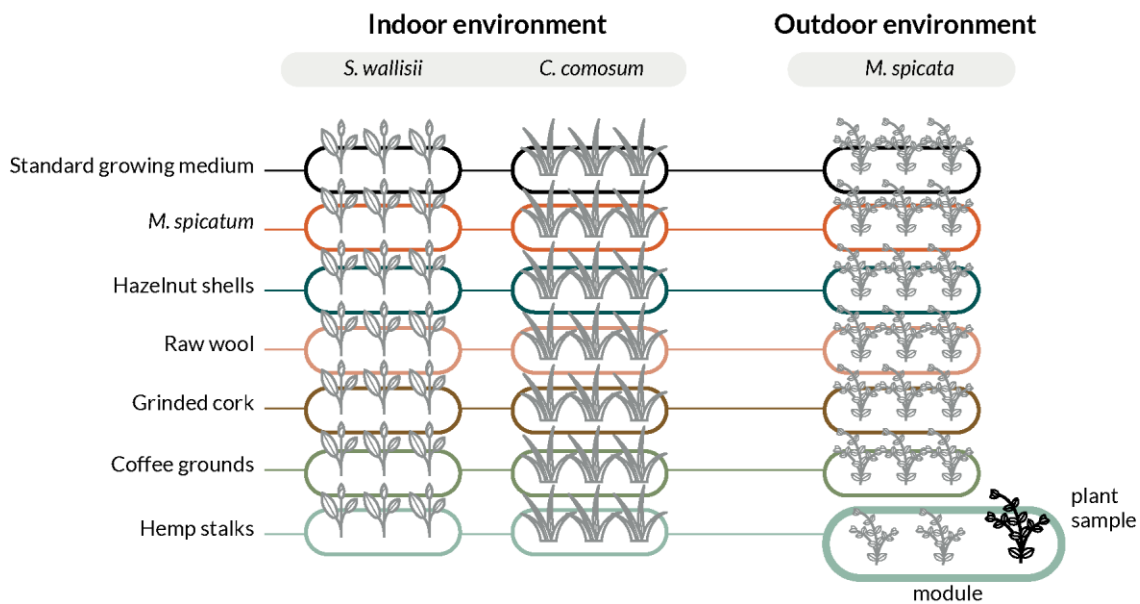 Indoor environment
Outdoor environment
S. wallisii
C. comosum
M. spicata
Standard growing medium
M. spicatum
Hazelnut shells
Raw wool
Grinded cork
Coffee grounds
Hemp stalks
plant
sample
module